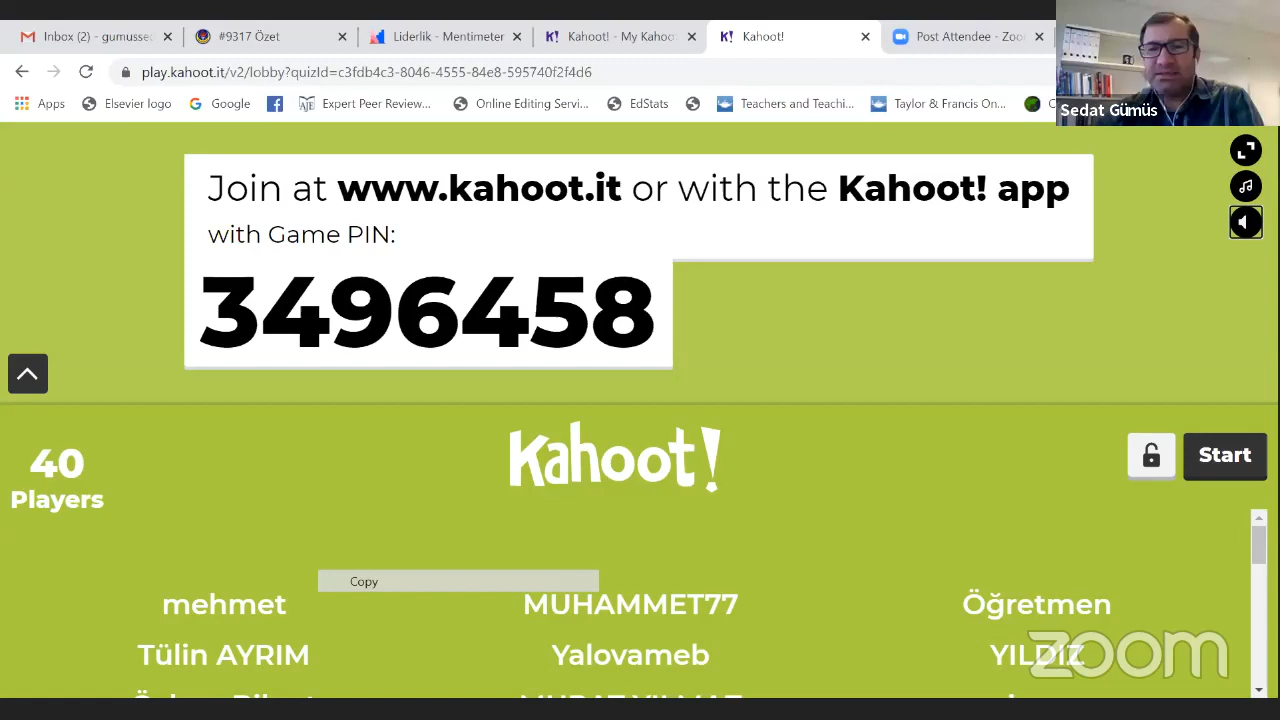 Inbox (2) - gumussec
#9317 Özet
Liderlik - Mentimeter
Kahoot! - My Kahoo
Kahoot!
Post Attendee - Zoo
play.kahoot.it/v2/lobby?quizId=c3fdb4c3-8046-4555-84e8-595740f2f4d6
Apps
Elsevier logo
Google
Expert Peer Review...
Online Editing Servi...
EdStats
Teachers and Teachi...
Taylor & Francis On...
Sedat Gümüs
Join at www.kahoot.it or with the Kahoot! app
with Game PIN:
3496458
40
Players
Kahoot!
Start
Copy
mehmet
MUHAMMET77
Öğretmen
Tülin AYRIM
Yalovameb
YILDIZ
zoom